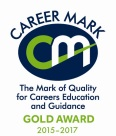 CAREER MARK
cm
The Mark of Quality
for Careers Education
and Guidance
GOLD AWARD
2015-2017